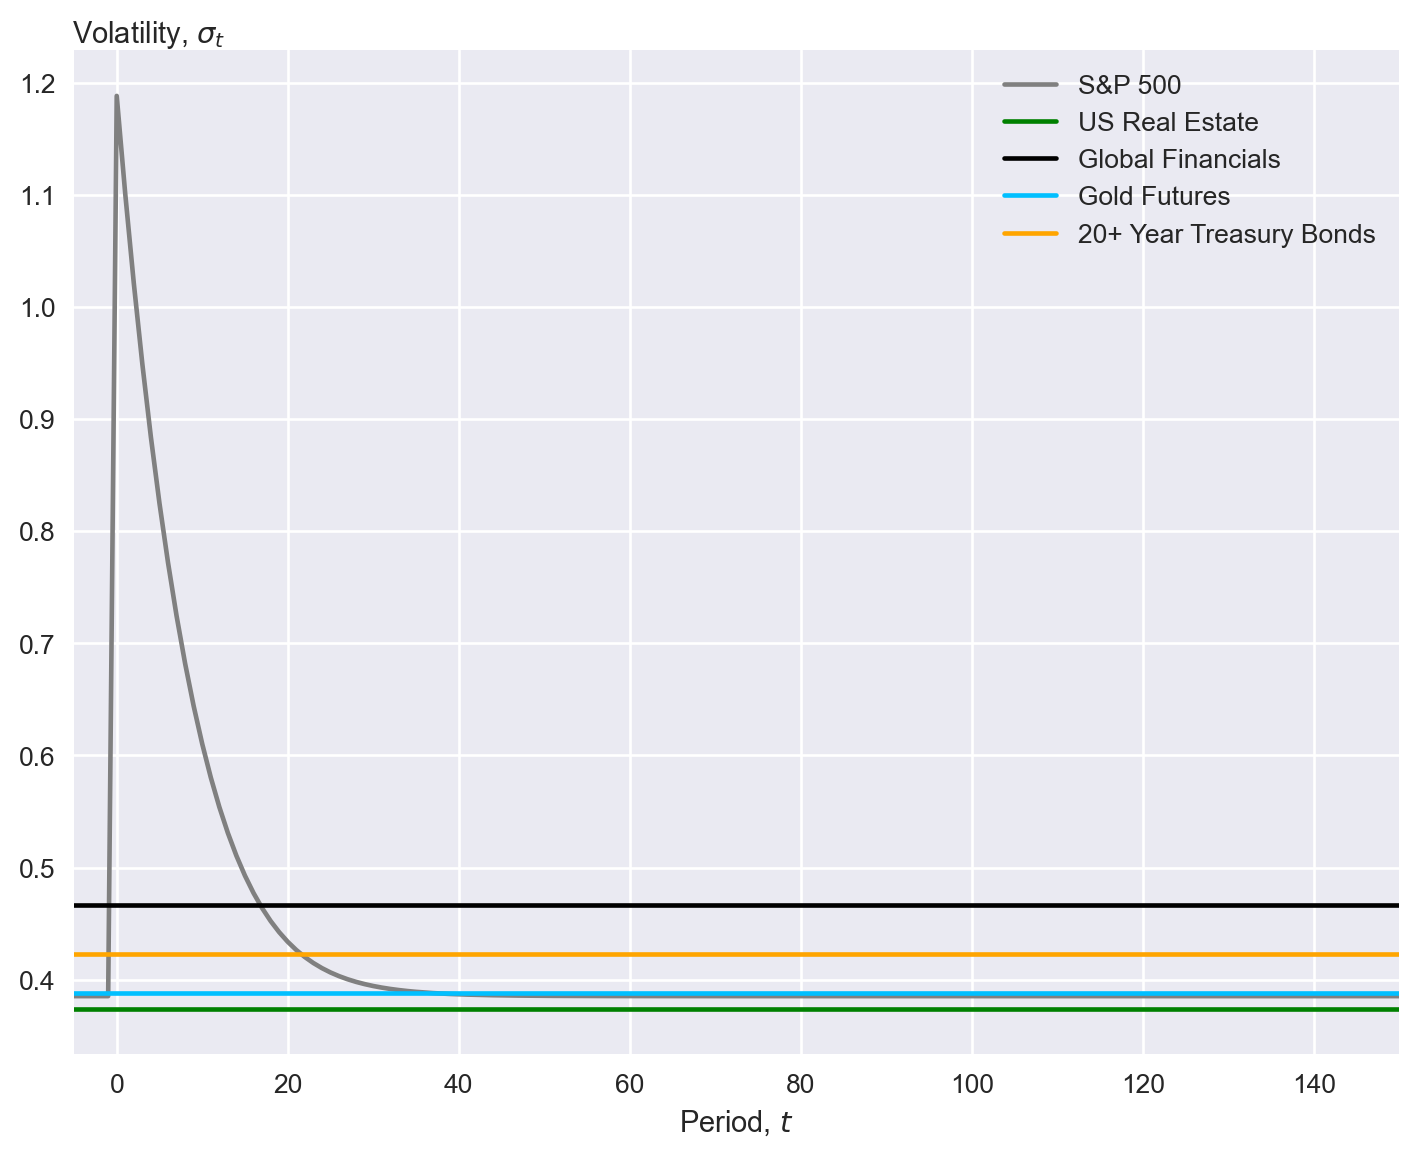 Volatility, σt
1.2
1.1
1.0
0.9
0.8
0.7
0.6
0.5
0.4
S&P 500
US Real Estate
Global Financials
Gold Futures
20+ Year Treasury Bonds
0 20 40 60 80 100 120 140
Period, t